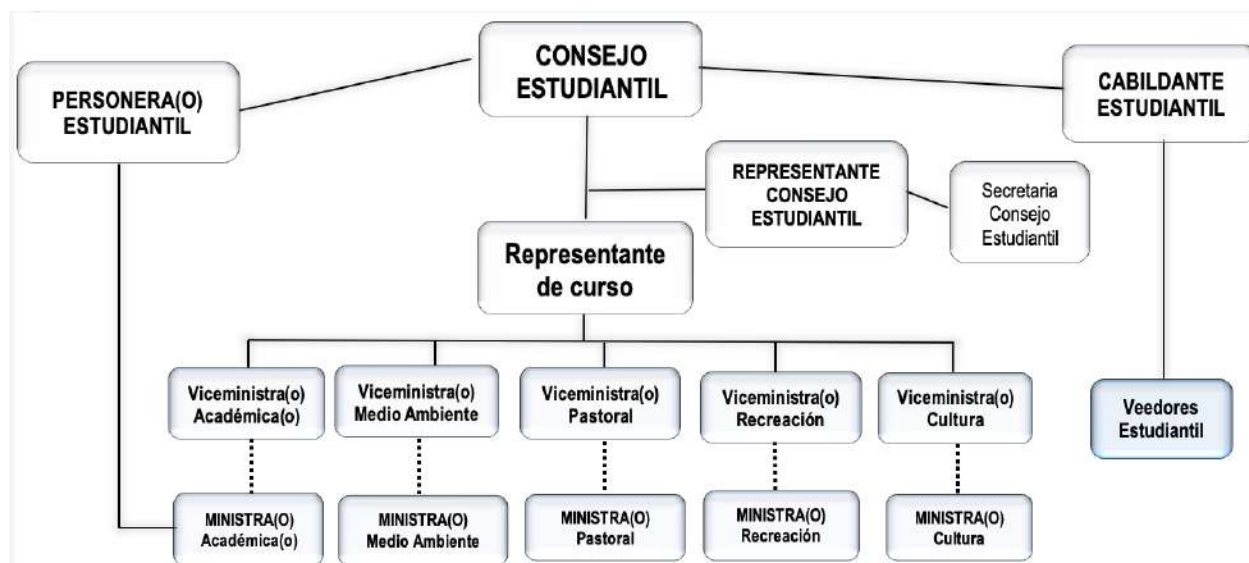 CONSEJO
ESTUDIANTIL
PERSONERA(O)
ESTUDIANTIL
CABILDANTE
ESTUDIANTIL
REPRESENTANTE
CONSEJO
ESTUDIANTIL
Secretaria
Consejo
Estudiantil
Representante
de curso
Viceministra(o)
Académica(o)
Viceministra(o)
Medio Ambiente
Viceministra(o)
Pastoral
Viceministra(o)
Recreación
Viceministra(o)
Cultura
Veedores
Estudiantil
MINISTRA(O)
Académica(o)
MINISTRA(O)
Medio Ambiente
MINISTRA(O)
Pastoral
MINISTRA(O)
Recreación
MINISTRA(O)
Cultura